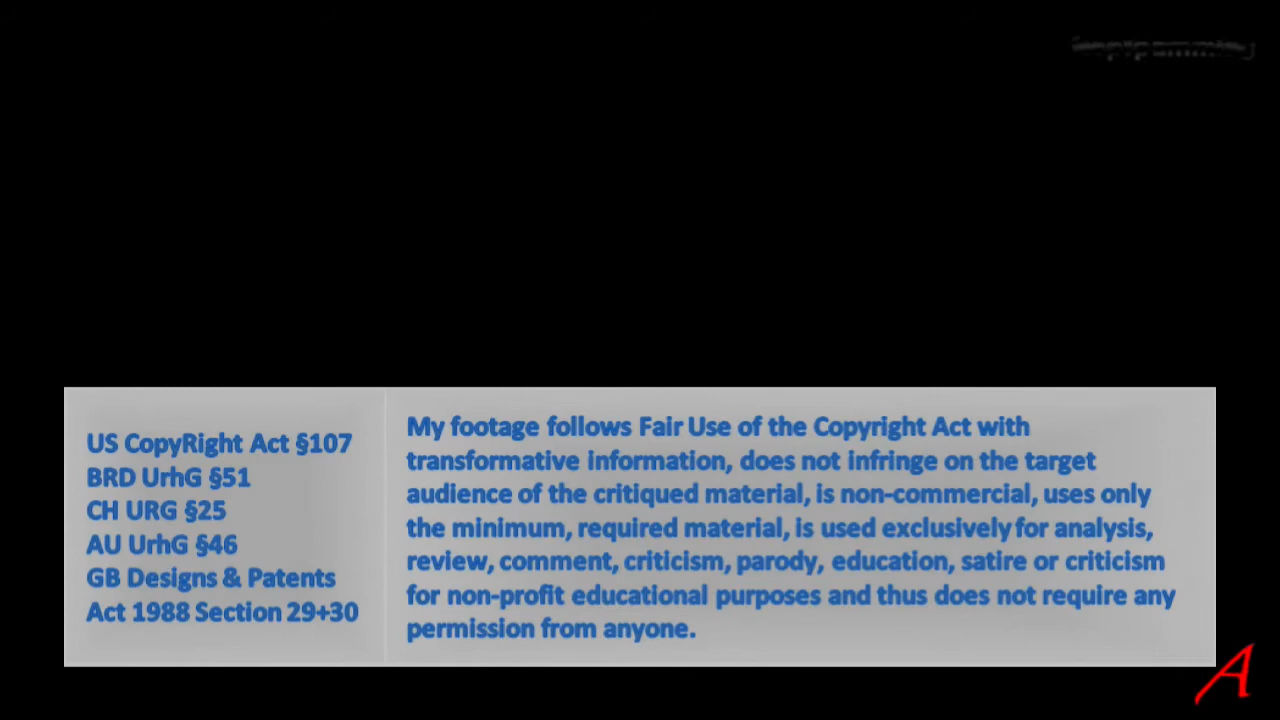 US CopyRight Act §107
BRD UrhG §51
CH URG §25
AU UrhG §46
GB Designs & Patents
Act 1988 Section 29+30
My footage follows Fair Use of the Copyright Act with
transformative information, does not infringe on the target
audience of the critiqued material, is non-commercial, uses only
the minimum, required material, is used exclusively for analysis,
review, comment, criticism, parody, education, satire or criticism
for non-profit educational purposes and thus does not require any
permission from anyone.
A